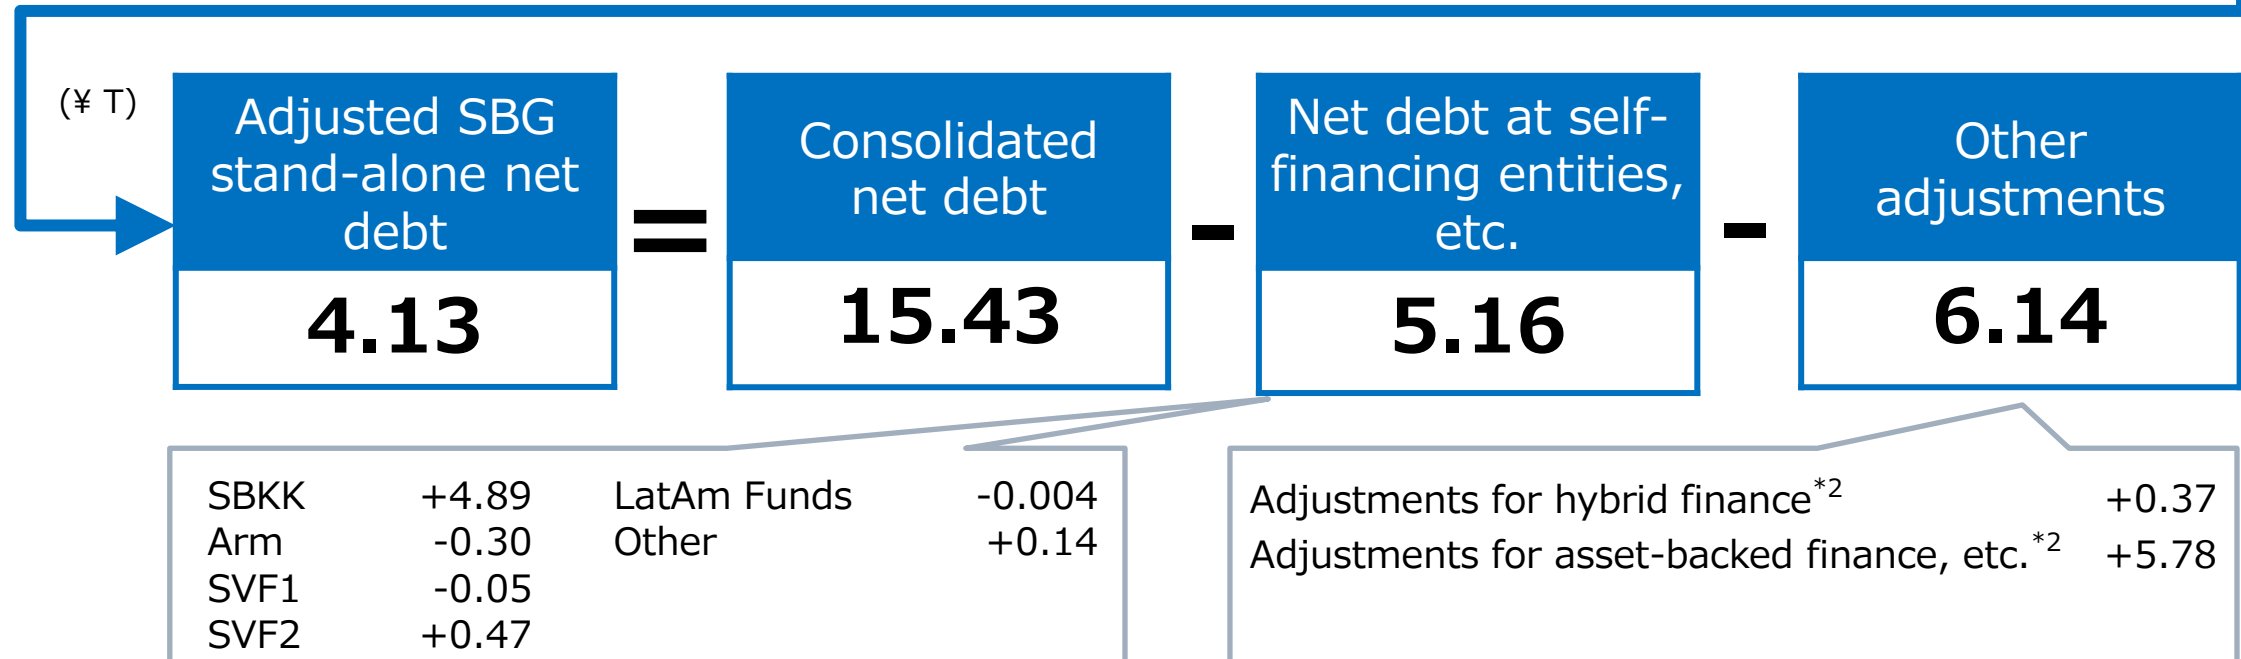 (¥ T)
Adjusted SBG
stand-alone net
debt
4.13
=
Consolidated
net debt
15.43
-
Net debt at self-
financing entities,
etc.
5.16
-
Other
adjustments
6.14
SBKK +4.89 LatAm Funds -0.004
Arm -0.30 Other +0.14
SVF1 -0.05
SVF2 +0.47
Adjustments for hybrid finance*2 +0.37
Adjustments for asset-backed finance, etc.*2 +5.78